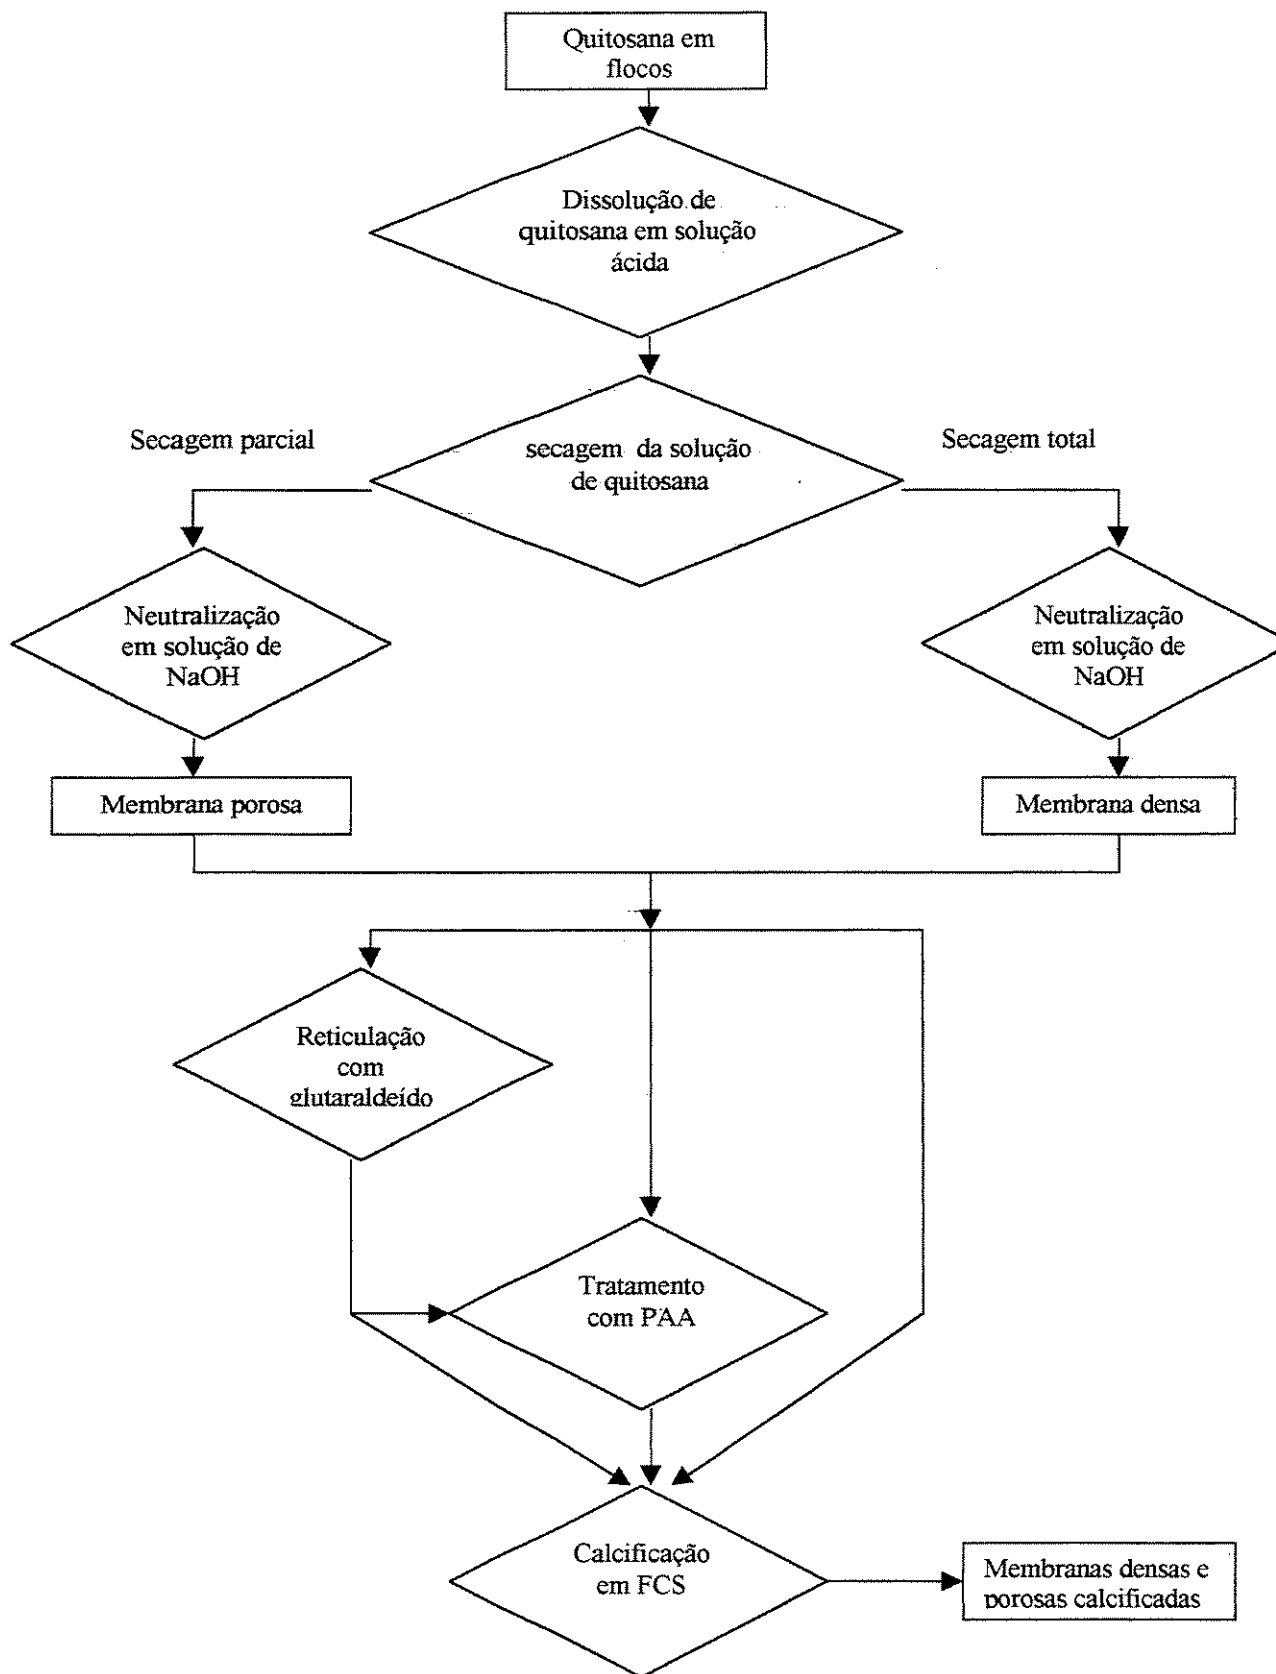 Quitosana em
flocos
Dissolução de
quitosana em solução
ácida
Secagem parcial
secagem da solução
de quitosana
Secagem total
Neutralização
em solução de
NaOH
Neutralização
em solução de
NaOH
Membrana porosa
Membrana densa
Reticulação
com
glutaraldeído
Tratamento
com PAA
Calcificação
em FCS
Membranas densas e
porosas calcificadas